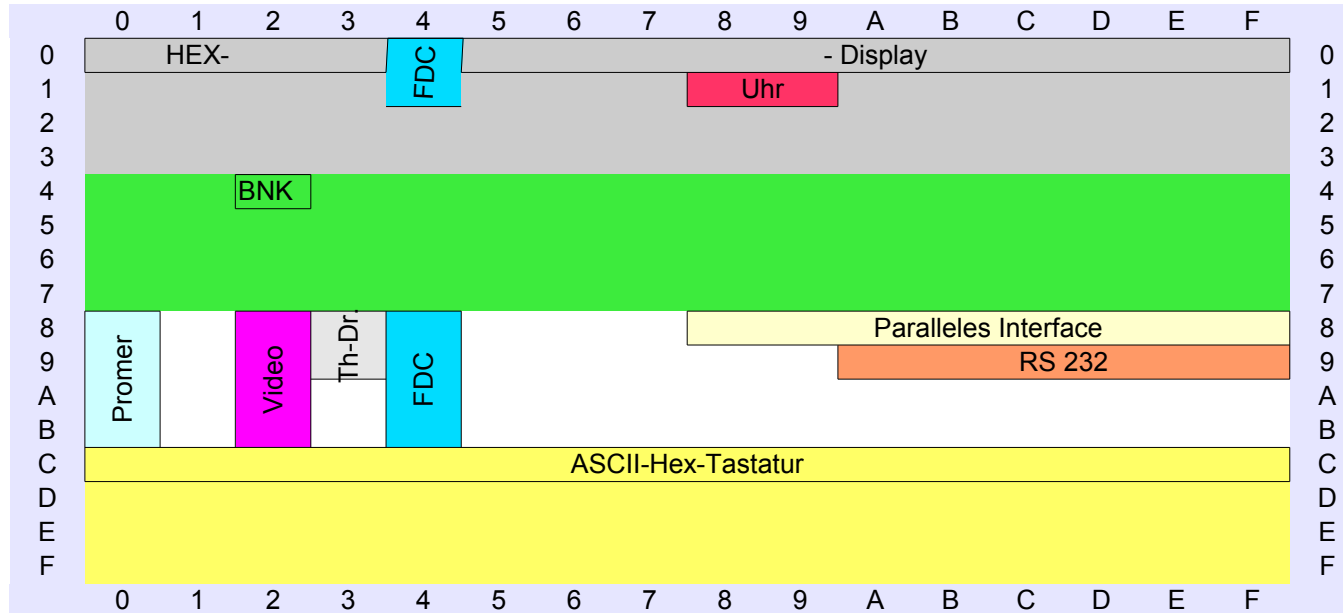 0 1 2 3 4 5 6 7 8 9 A B C D E F
0 HEX- FDC - Display 0
1 Uhr 1
2 2
3 3
4 BNK 4
5 5
6 6
7 7
8 Promer Video Th-Dr. FDC Paralleles Interface 8
9 RS 232 9
A A
B B
C ASCII-Hex-Tastatur C
D D
E E
F F
0 1 2 3 4 5 6 7 8 9 A B C D E F